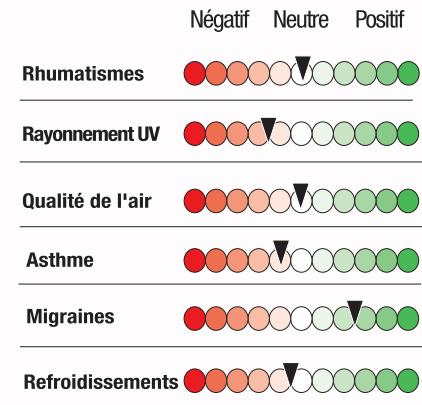 Négatif Neutre Positif
Rhumatismes
Rayonnement UV
Qualité de l'air
Asthme
Migraines
Refroidissements